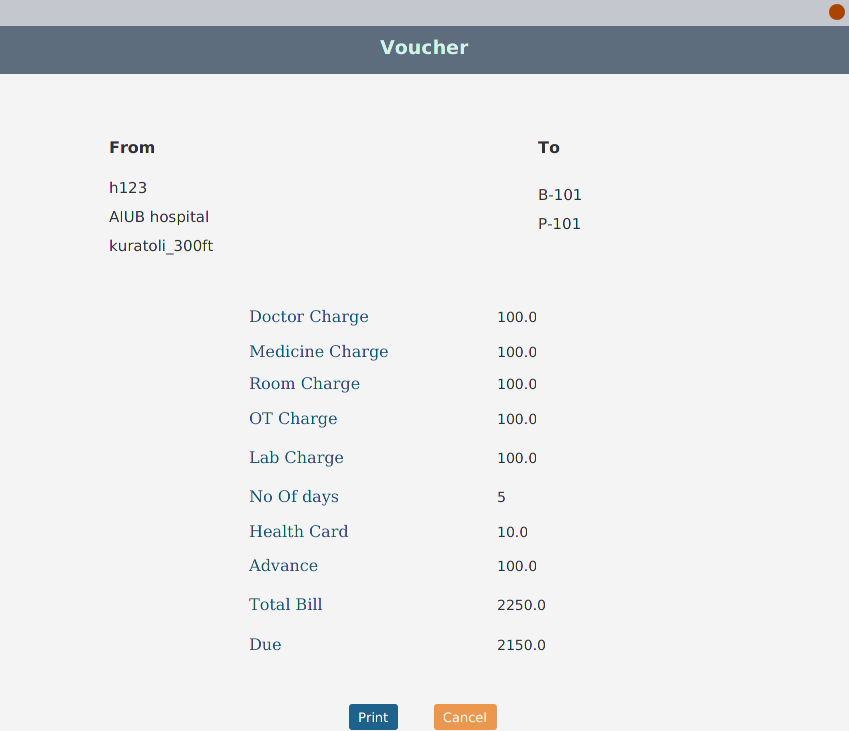 Voucher
From
To
h123
B-101
AIUB hospital
P-101
kuratoli_300ft
Doctor Charge 100.0
Medicine Charge 100.0
Room Charge 100.0
OT Charge 100.0
Lab Charge 100.0
No Of days 5
Health Card 10.0
Advance 100.0
Total Bill 2250.0
Due 2150.0
Print
Cancel